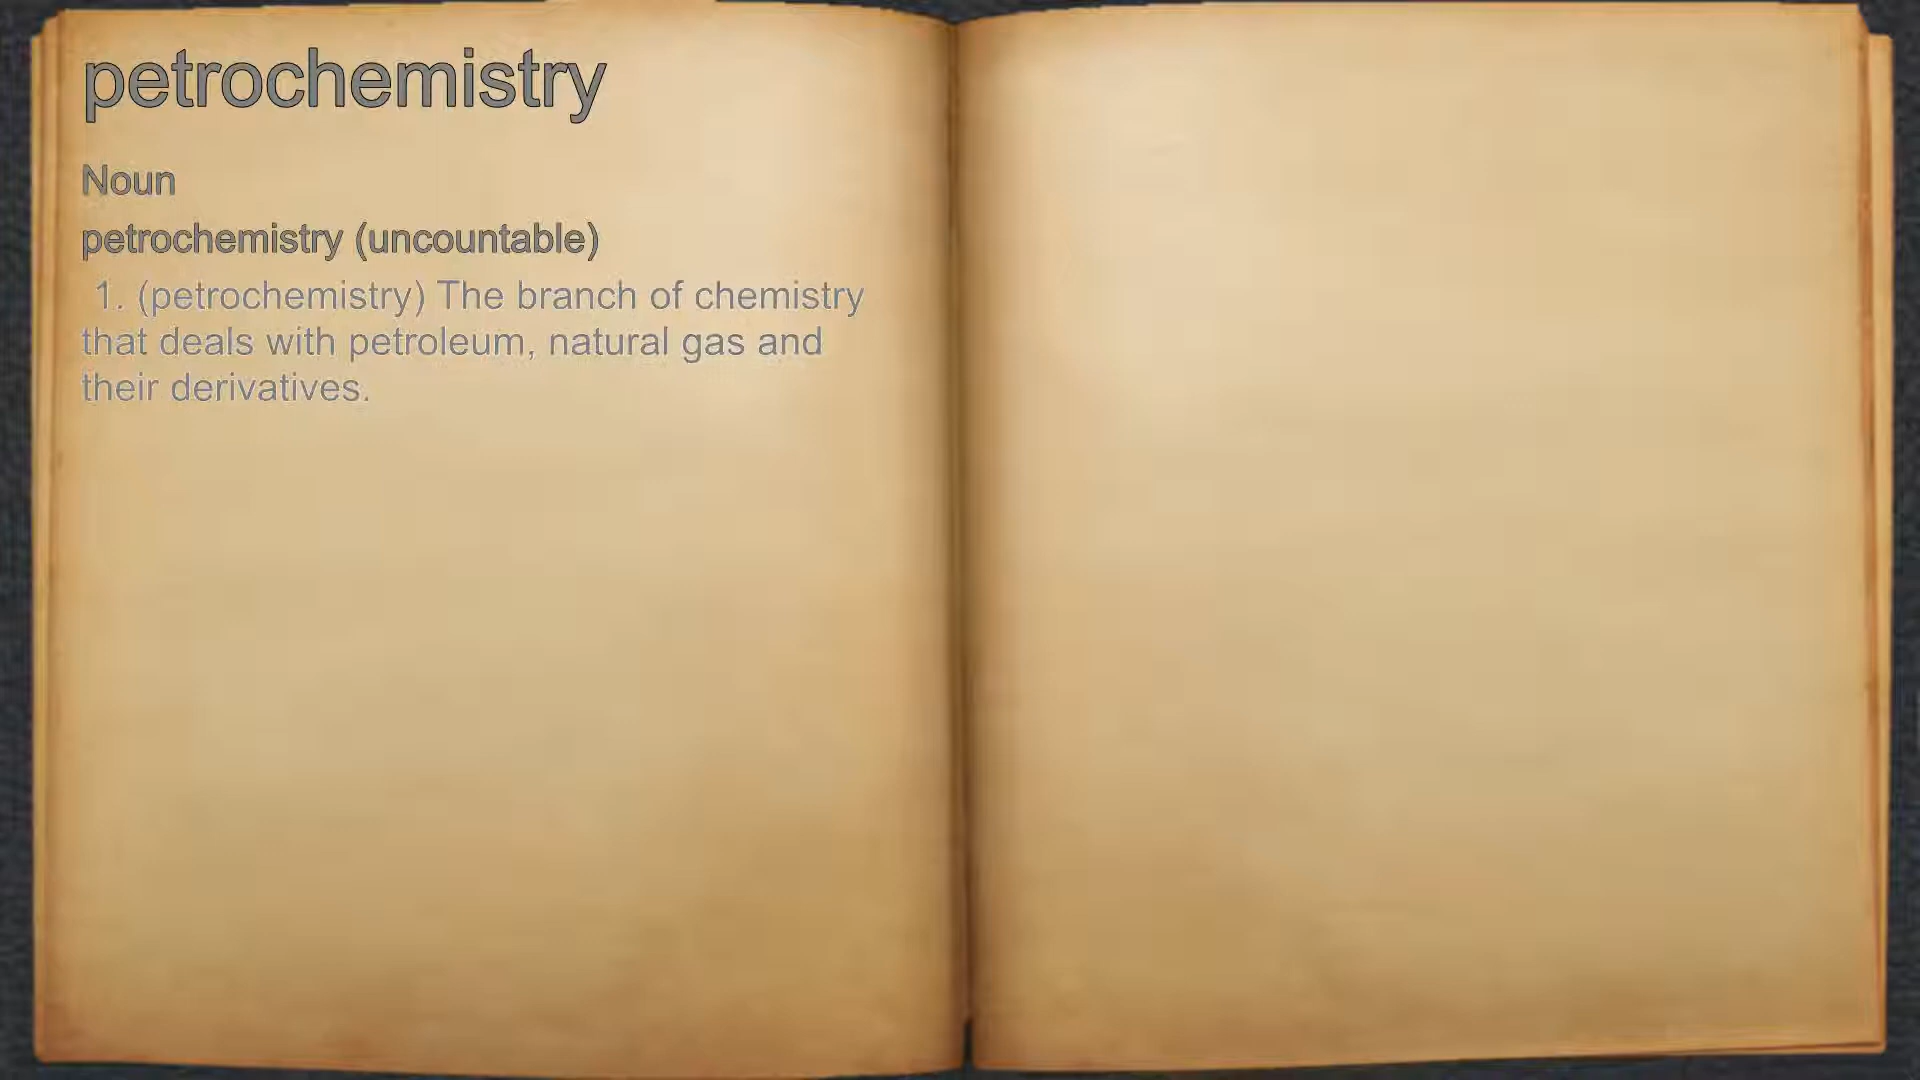 petrochemistry
Noun
petrochemistry (uncountable)
1. (petrochemistry) The branch of chemistry
that deals with petroleum, natural gas and
their derivatives.